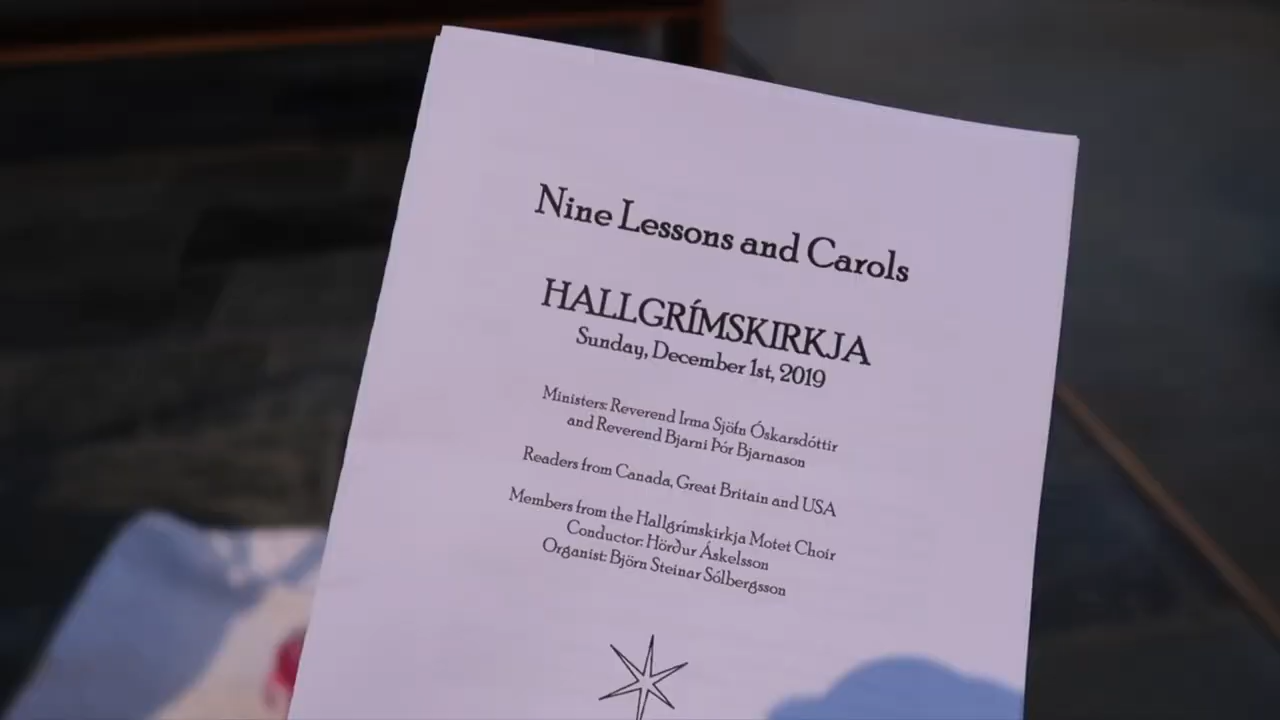 Nine Lessons and Carols
HALLGRÍMSKIRKJA
Sunday, December 1st, 2019
Ministers: Reverend Irma Sjöfn Óskarsdóttir
and Reverend Bjarni Þór Bjarnason
Readers from Canada, Great Britain and USA
Members from the Hallgrímskirkja Motet Choir
Conductor: Hörður Áskelsson
Organist: Björn Steinar Sólbergsson